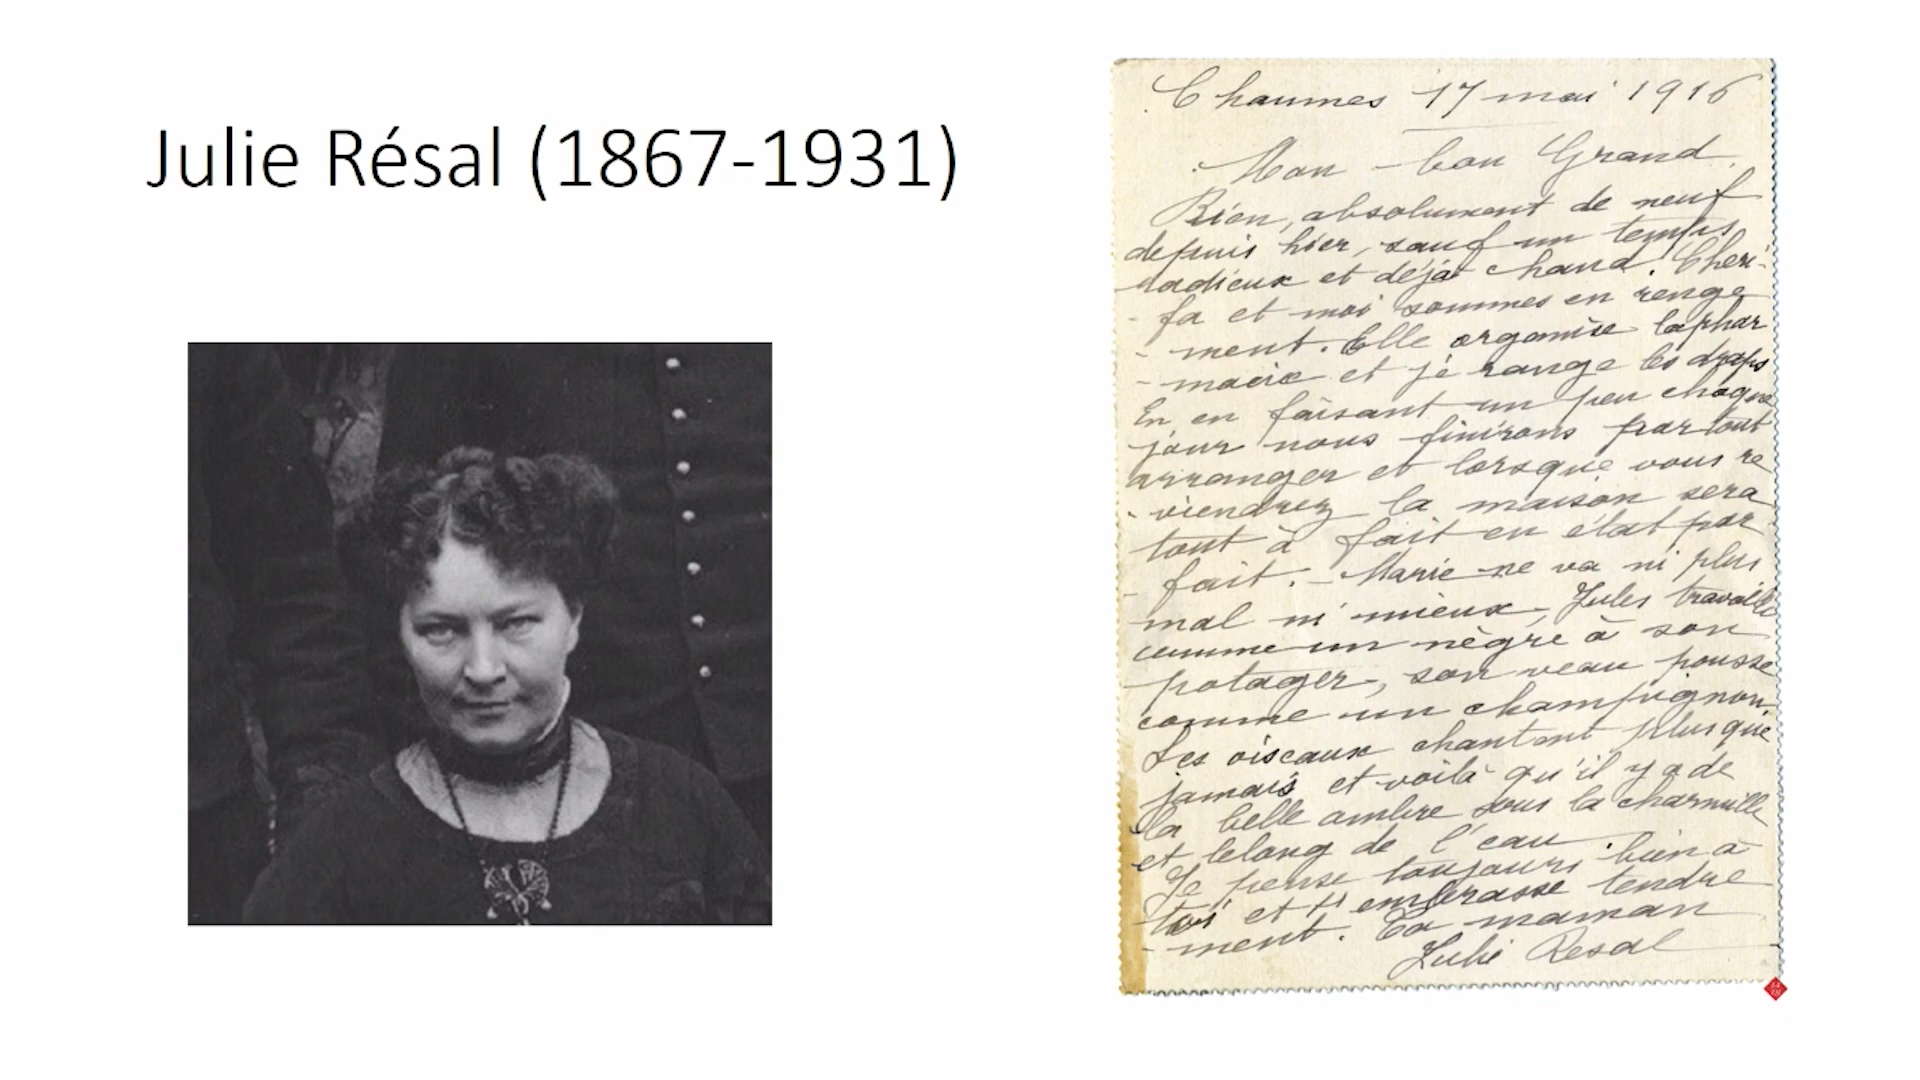 Julie Résal (1867-1931)
Chaumes 17 mai 1916
Mon bon Grand.
Rien, absolument de neuf
depuis hier, sauf un temps
radieux et déjà chaud. Chéri-
- fa et moi sommes en renge
- ment. Elle organise la phar
- macie et je range les draps
En en faisant un peu chaque
jour nous finirons par tout
arranger et lorsque vous re
- viendrez la maison sera
tout à fait en état par
- fait. - Marie ne va ni plus
mal ni mieux, Jules travaille
comme un nègre à son
potager, son veau pousse
comme un champignon.
Les oiseaux chantent plus que
jamais et voilà qu'il y a de
la belle ombre sous la charmille
et le long de l'eau.
Je pense toujours bien à
toi et t'embrasse tendre
- ment. Ta maman
Julie Resal